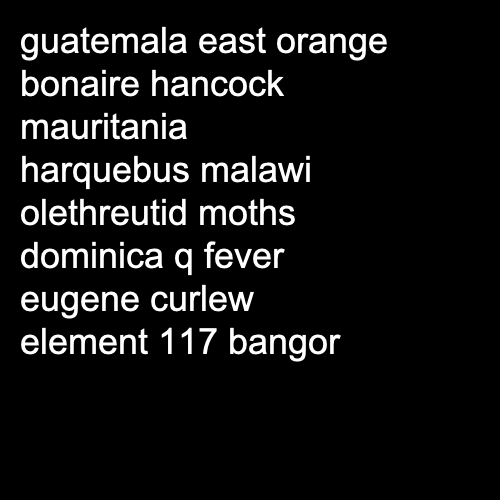 guatemala east orange
bonaire hancock
mauritania
harquebus malawi
olethreutid moths
dominica q fever
eugene curlew
element 117 bangor